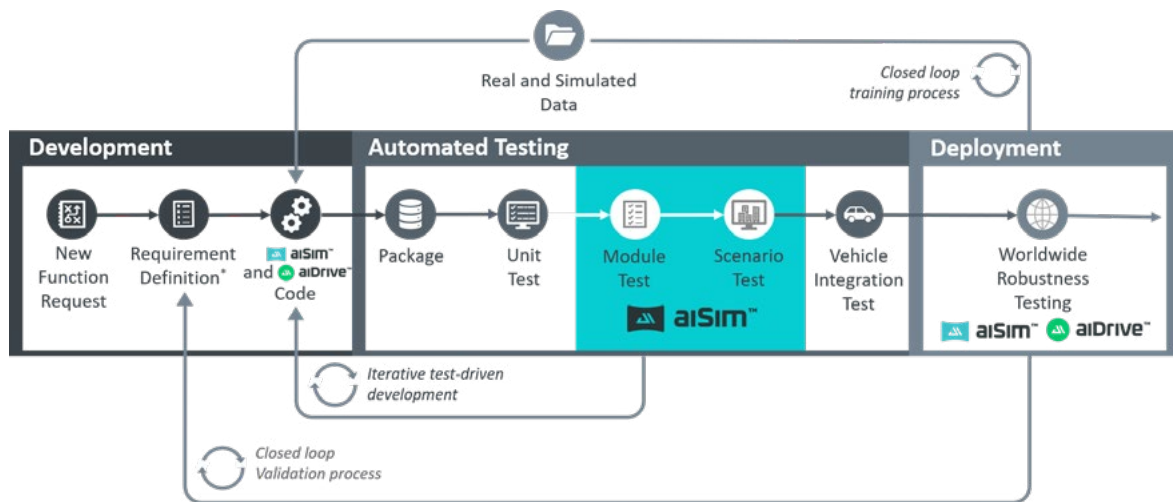 Real and Simulated
Data
Closed loop
training process
Development
Automated Testing
Deployment
New
Function
Request
Requirement
Definition*
aiSim™
and aiDrive™
Code
Package
Unit
Test
Module
Test
Scenario
Test
aiSim™
Vehicle
Integration
Test
Worldwide
Robustness
Testing
aiSim™ aiDrive™
Iterative test-driven
development
Closed loop
Validation process